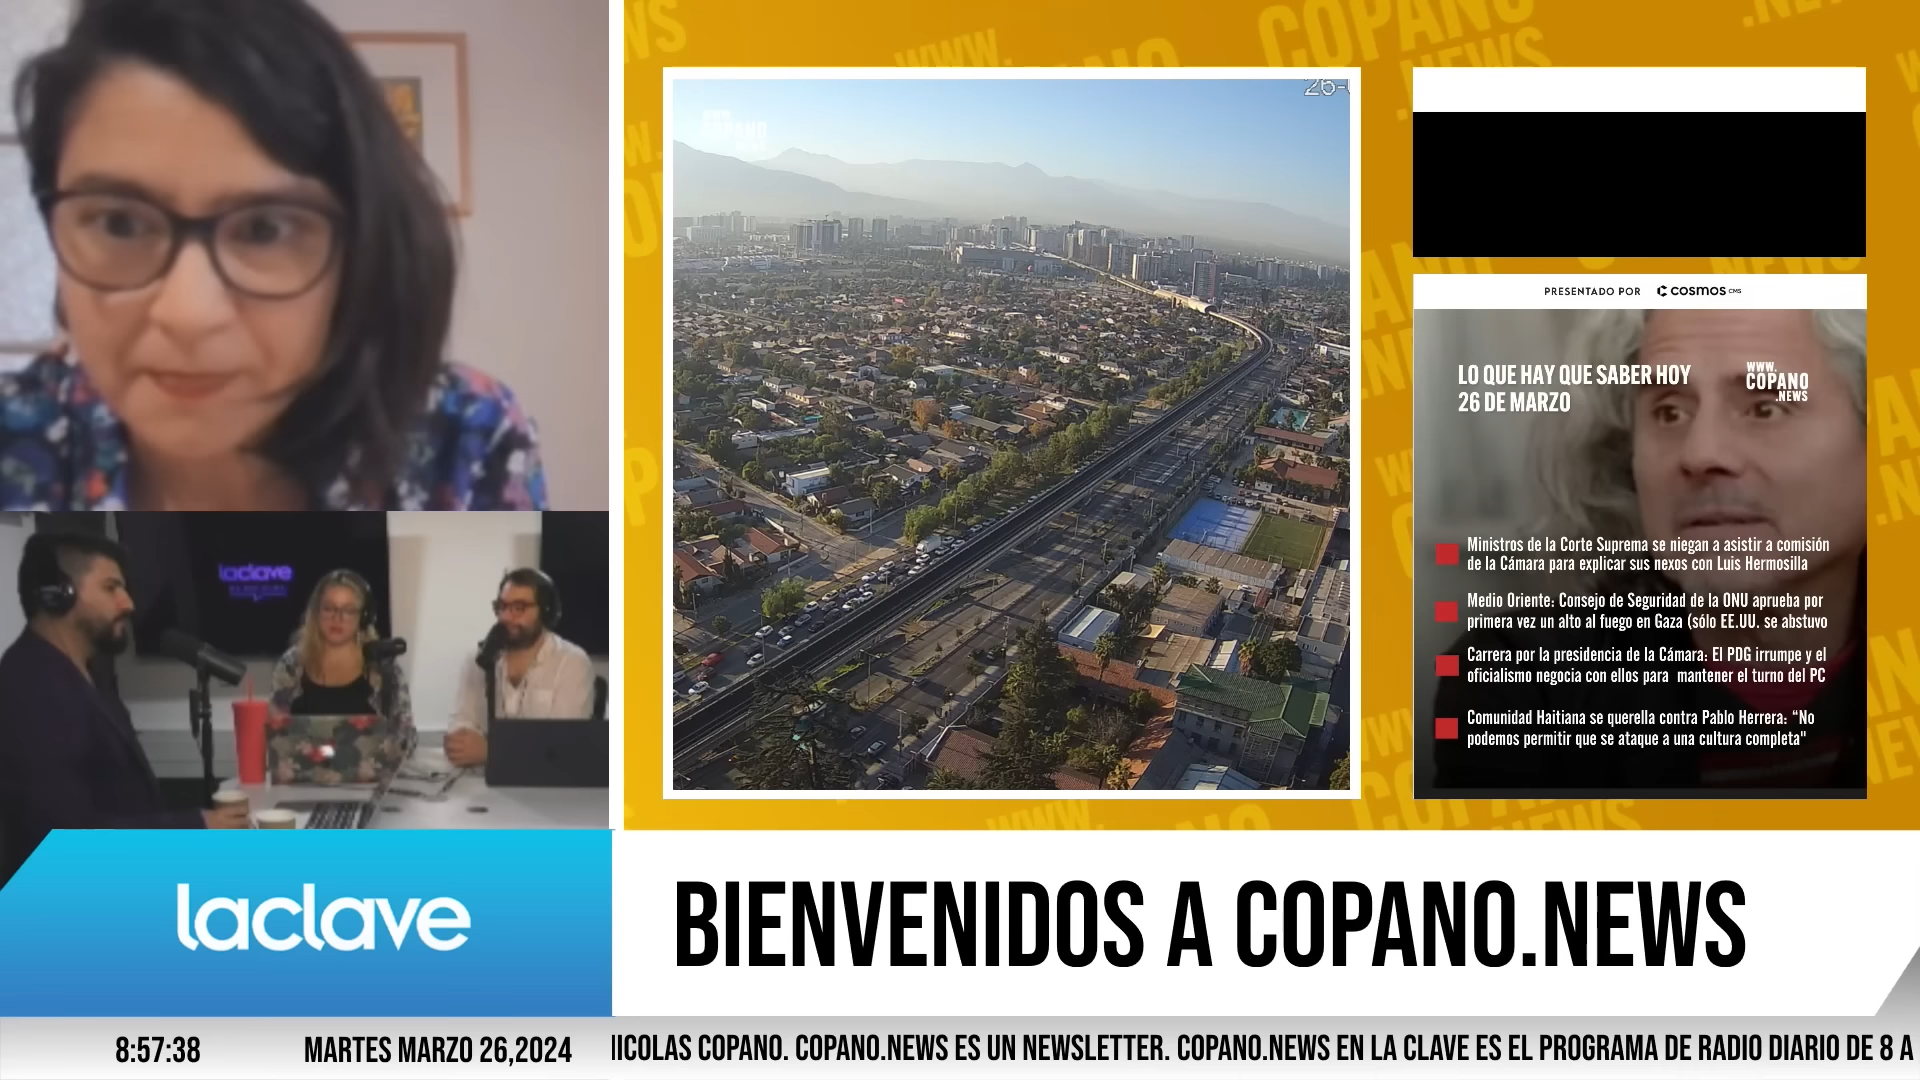 WWW.
COPANO
NEWS
26-
laclave
PRESENTADO POR COSMOS CMS
LO QUE HAY QUE SABER HOY
26 DE MARZO
WWW.
COPANO
.NEWS
Ministros de la Corte Suprema se niegan a asistir a comisión
de la Cámara para explicar sus nexos con Luis Hermosilla
Medio Oriente: Consejo de Seguridad de la ONU aprueba por
primera vez un alto al fuego en Gaza (sólo EE.UU. se abstuvo
Carrera por la presidencia de la Cámara: El PDG irrumpe y el
oficialismo negocia con ellos para mantener el turno del PC
Comunidad Haitiana se querella contra Pablo Herrera: “No
podemos permitir que se ataque a una cultura completa"
laclave
BIENVENIDOS A COPANO.NEWS
8:57:38
MARTES MARZO 26,2024
NICOLAS COPANO. COPANO.NEWS ES UN NEWSLETTER. COPANO.NEWS EN LA CLAVE ES EL PROGRAMA DE RADIO DIARIO DE 8 A